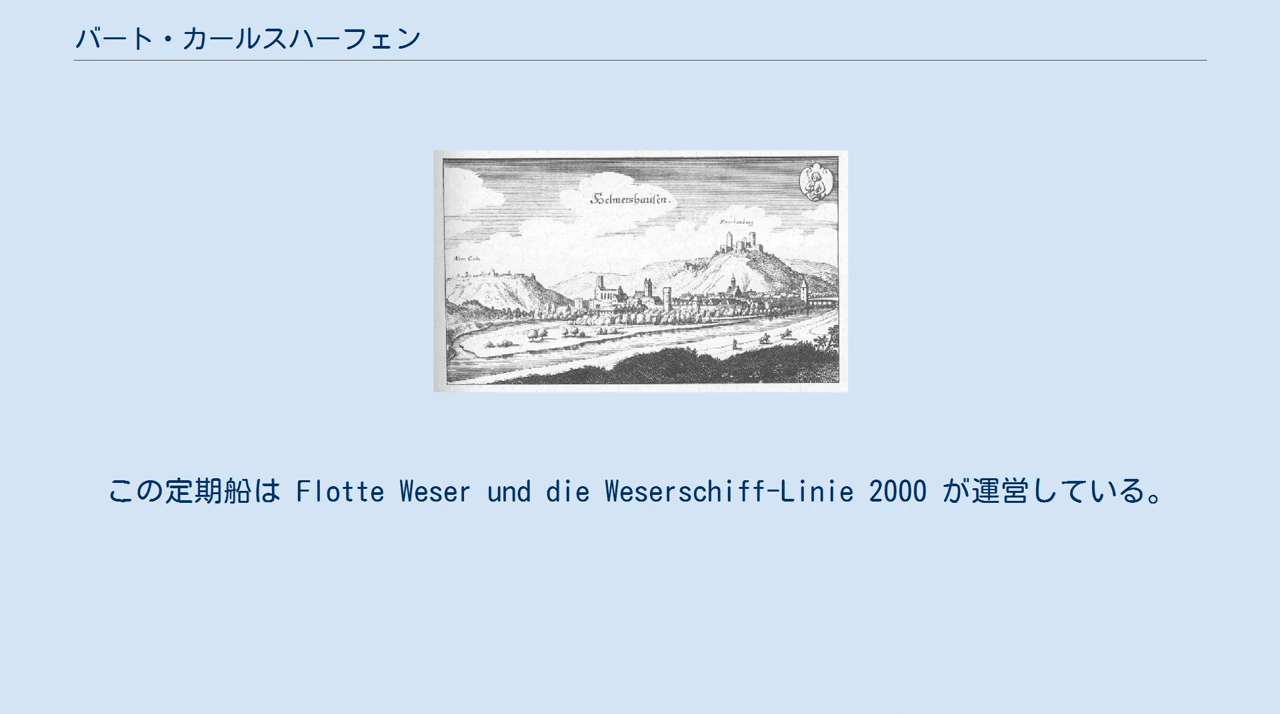 バート・カールスハーフェン
Helmershausen.
この定期船は Flotte Weser und die Weserschiff-Linie 2000 が運営している。